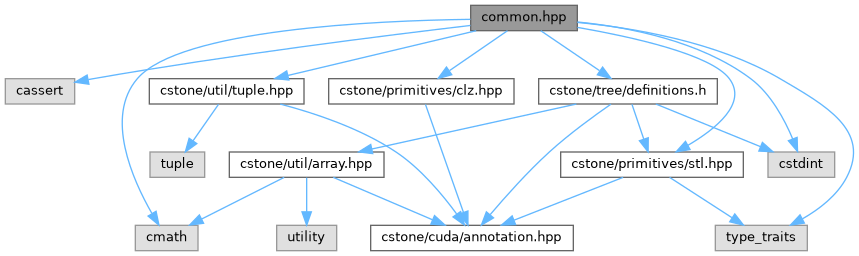 common.hpp
cassert
cstone/util/tuple.hpp
cstone/primitives/clz.hpp
cstone/tree/definitions.h
tuple
cstone/util/array.hpp
cstone/primitives/stl.hpp
cstdint
cmath
utility
cstone/cuda/annotation.hpp
type_traits